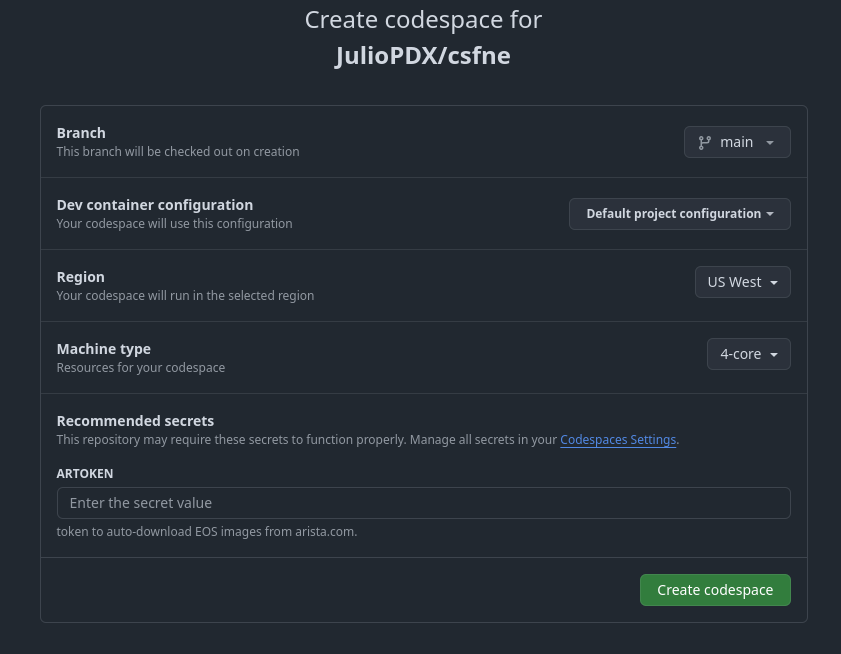 Create codespace for
JulioPDX/csfne
Branch
This branch will be checked out on creation
main
Dev container configuration
Your codespace will use this configuration
Default project configuration
Region
Your codespace will run in the selected region
US West
Machine type
Resources for your codespace
4-core
Recommended secrets
This repository may require these secrets to function properly. Manage all secrets in your Codespaces Settings.
ARTOKEN
Enter the secret value
token to auto-download EOS images from arista.com.
Create codespace